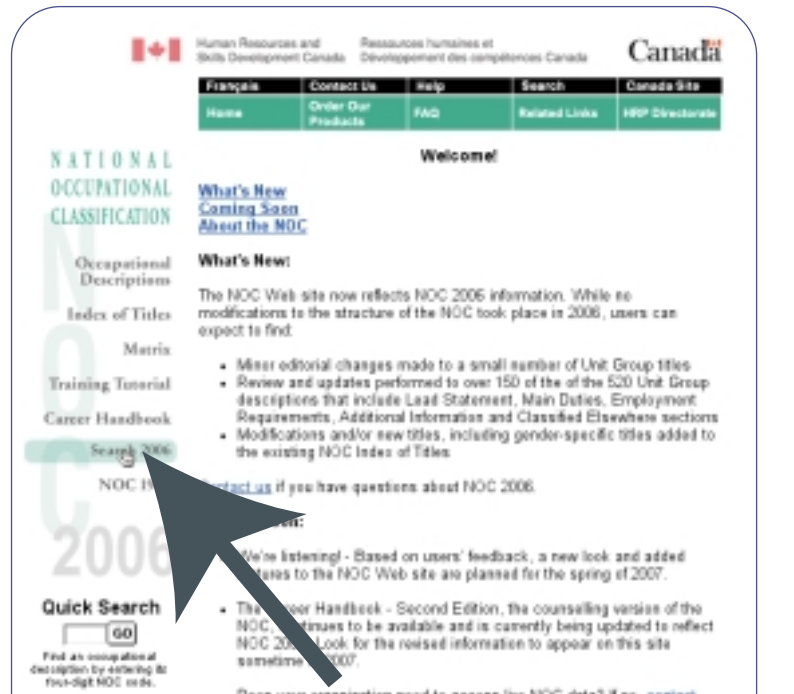 Human Resources and Ressources humaines et
Skills Development Canada Développement des compétences Canada
Canada
Français Contact Us Help Search Canada Site
Home Order Our Products FAQ Related Links HRP Directorate
NATIONAL
OCCUPATIONAL
CLASSIFICATION
NOC
2006
Occupational
Descriptions
Index of Titles
Matrix
Training Tutorial
Career Handbook
Search 2006
NOC
Quick Search
GO
Find an occupational
description by entering its
four-digit NOC code.
Welcome!
What's New
Coming Soon
About the NOC
What's New:
The NOC Web site now reflects NOC 2006 information. While no
modifications to the structure of the NOC took place in 2006, users can
expect to find:
• Minor editorial changes made to a small number of Unit Group titles
• Review and updates performed to over 150 of the of the 520 Unit Group
descriptions that include Lead Statement, Main Duties, Employment
Requirements, Additional Information and Classified Elsewhere sections
• Modifications and/or new titles, including gender-specific titles added to
the existing NOC Index of Titles
us if you have questions about NOC 2006.
We're listening! - Based on users' feedback, a new look and added
to the NOC Web site are planned for the spring of 2007.
• The Handbook - Second Edition, the counselling version of the
NOC, to be available and is currently being updated to reflect
NOC Look for the revised information to appear on this site
sometime 2007.